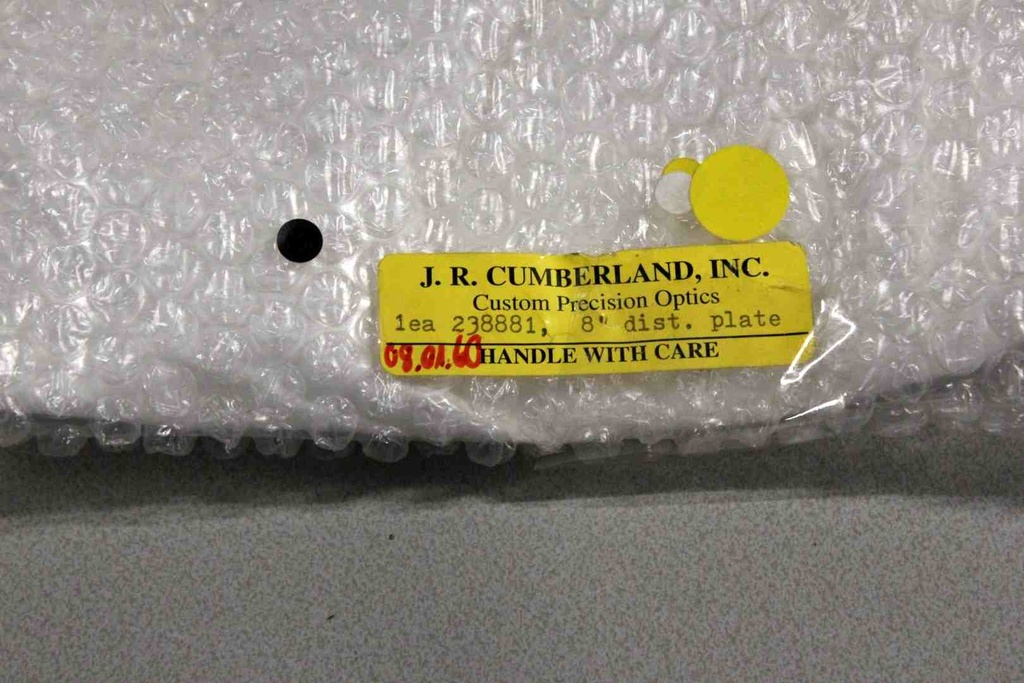 J. R. CUMBERLAND, INC.
Custom Precision Optics
1ea 238881, 8" dist. plate
08.01.60 HANDLE WITH CARE